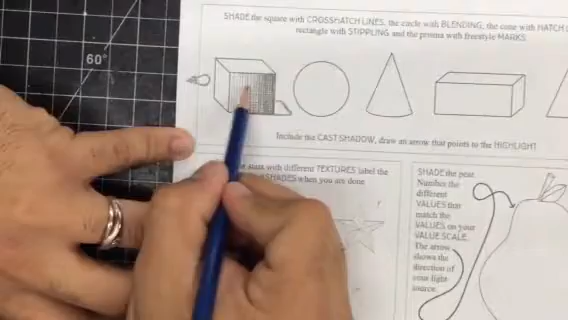 60°
SHADE the square with CROSSHATCH LINES, the circle with BLENDING, the cone with HATCH
rectangle with STIPPLING and the prisms with freestyle MARKS.
Include the CAST SHADOW, draw an arrow that points to the HIGHLIGHT
start with different TEXTURES label the
SHADES when you are done
SHADE the pear.
Number the
different
VALUES that
match the
VALUES on your
VALUE SCALE.
The arrow
shows the
direction of
your light
source.